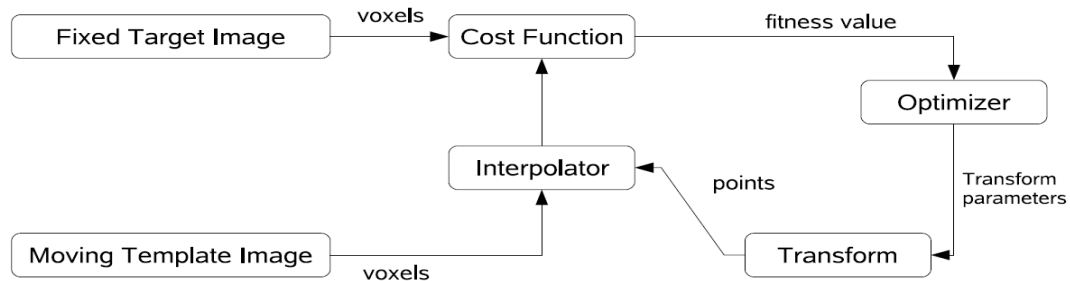 voxels
fitness value
Fixed Target Image
Cost Function
Optimizer
Interpolator
points
Transform
parameters
Moving Template Image
voxels
Transform